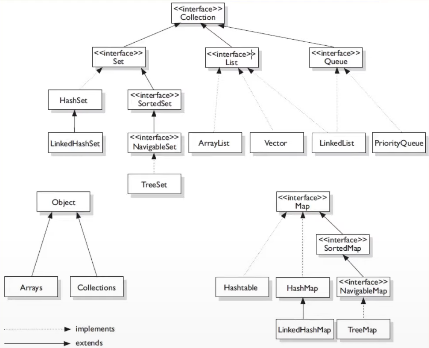 <<interface>>
Collection
<<interface>>
Set
<<interface>>
List
<<interface>>
Queue
HashSet
<<interface>>
SortedSet
LinkedHashSet
<<interface>>
NavigableSet
ArrayList
Vector
LinkedList
PriorityQueue
TreeSet
Object
<<interface>>
Map
<<interface>>
SortedMap
Arrays
Collections
Hashtable
HashMap
<<interface>>
NavigableMap
LinkedHashMap
TreeMap
implements
extends